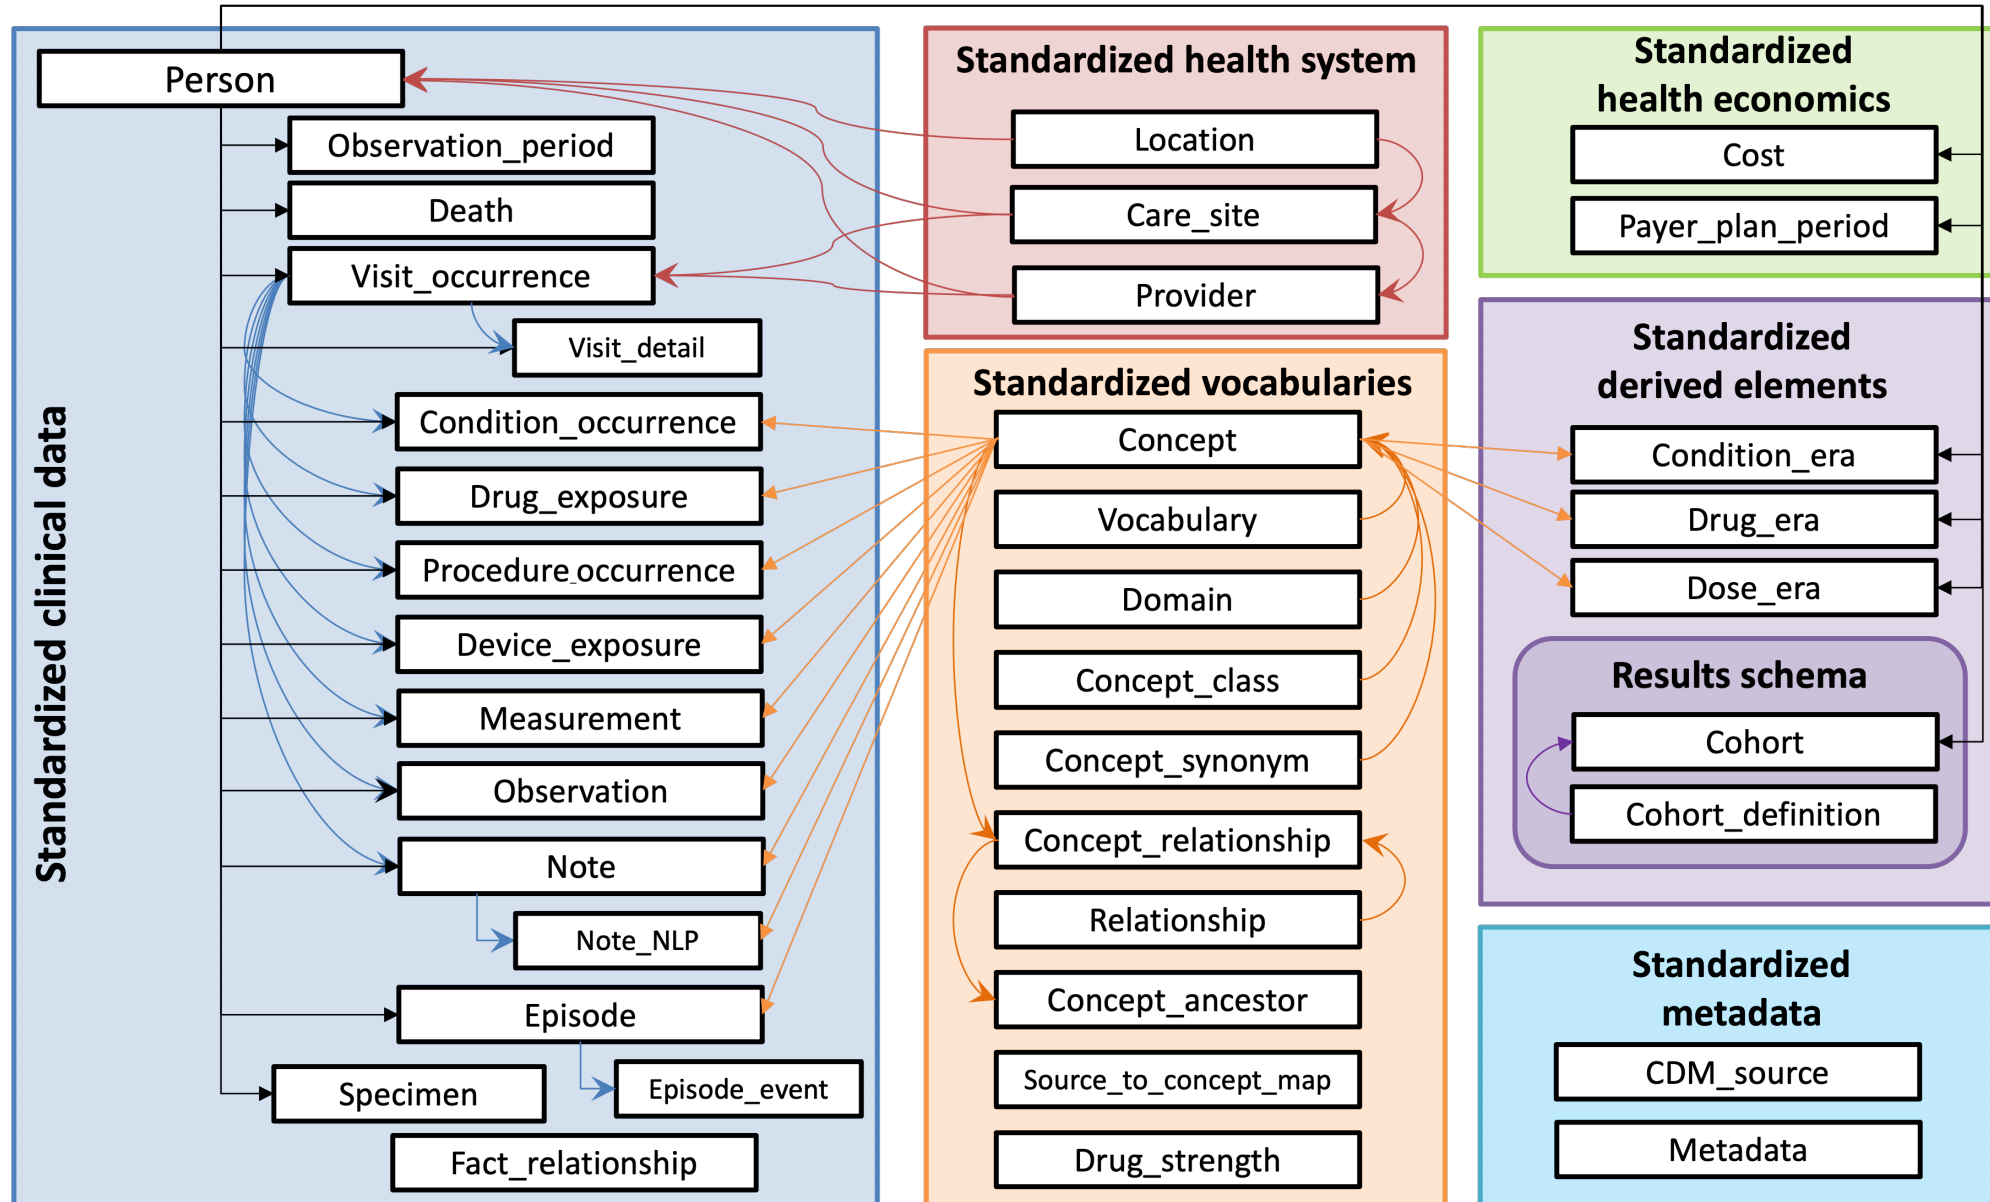 Standardized clinical data
Person
Observation_period
Death
Visit_occurrence
Visit_detail
Condition_occurrence
Drug_exposure
Procedure_occurrence
Device_exposure
Measurement
Observation
Note
Note_NLP
Episode
Episode_event
Specimen
Fact_relationship
Standardized health system
Location
Care_site
Provider
Standardized vocabularies
Concept
Vocabulary
Domain
Concept_class
Concept_synonym
Concept_relationship
Relationship
Concept_ancestor
Source_to_concept_map
Drug_strength
Standardized
health economics
Cost
Payer_plan_period
Standardized
derived elements
Condition_era
Drug_era
Dose_era
Results schema
Cohort
Cohort_definition
Standardized
metadata
CDM_source
Metadata